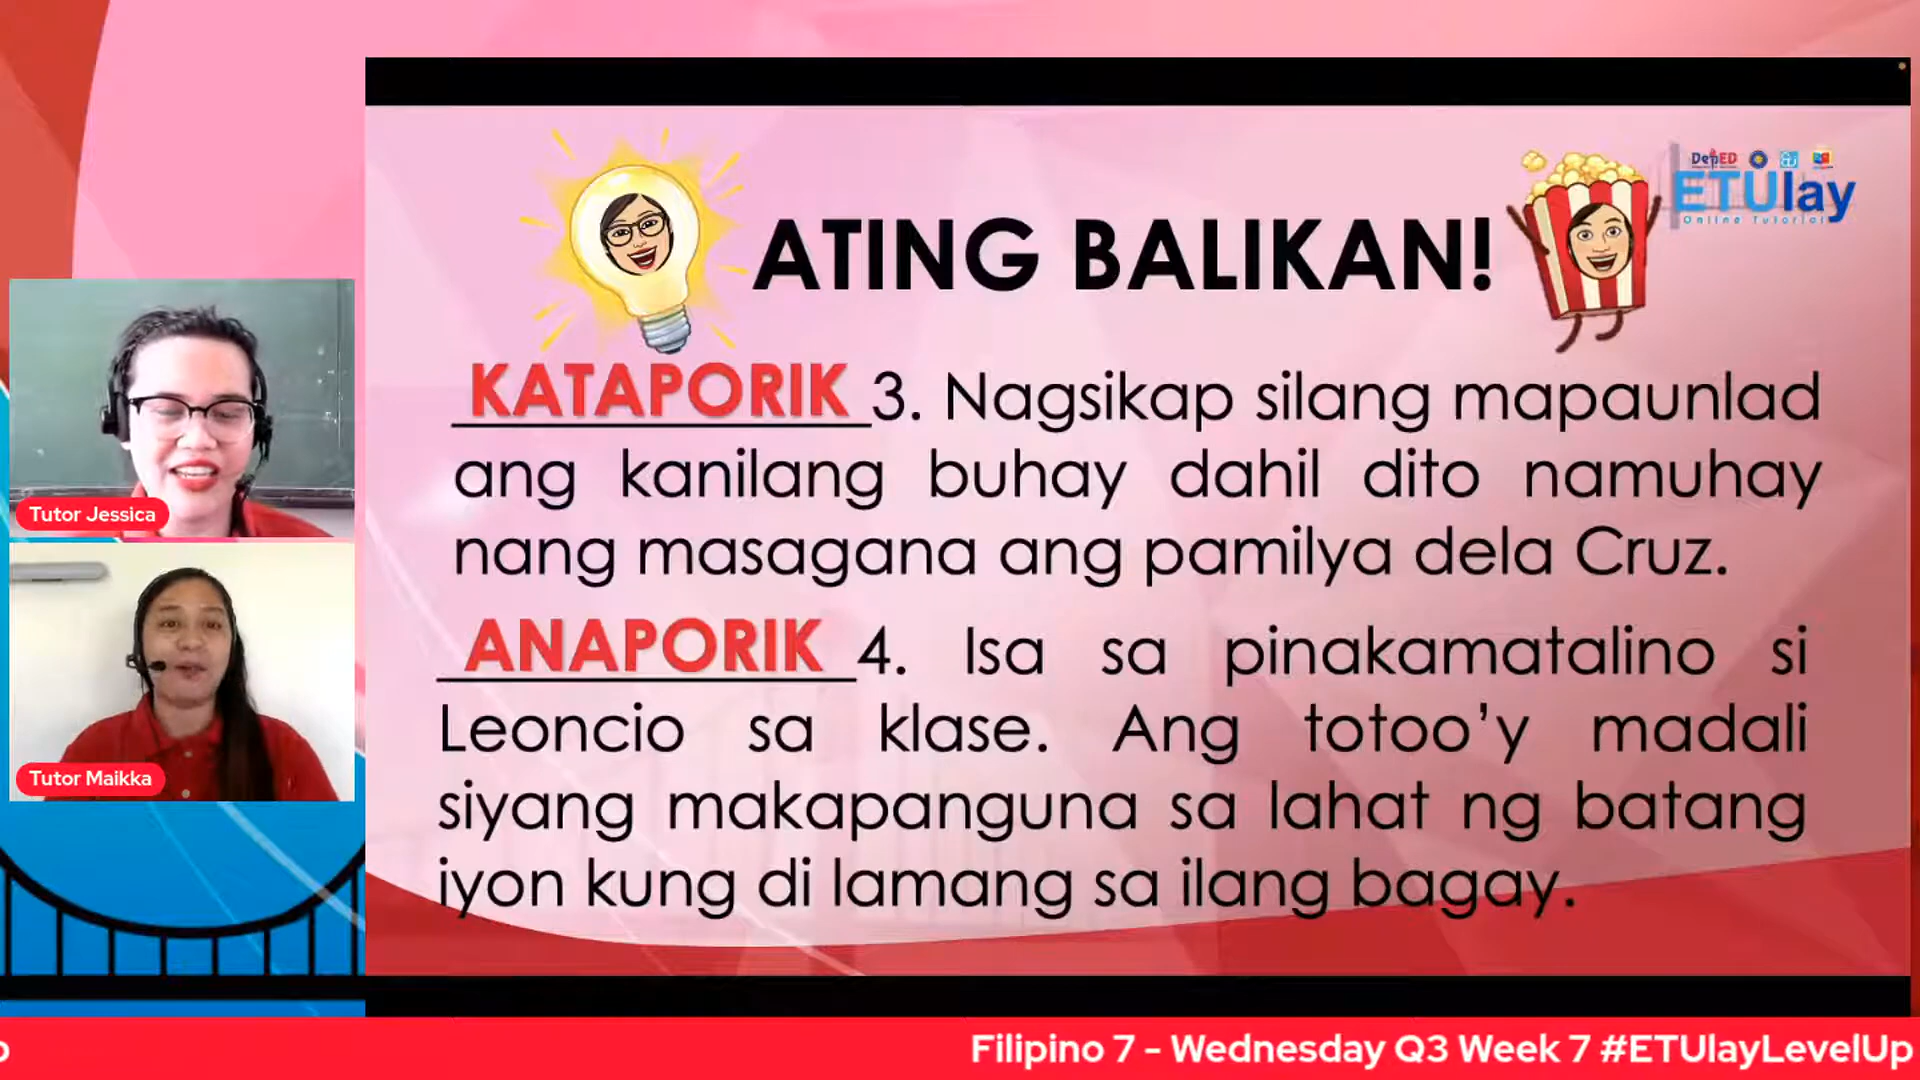 DepED
ETUlay
Online Tutorial
ATING BALIKAN!
KATAPORIK 3. Nagsikap silang mapaunlad
ang kanilang buhay dahil dito namuhay
nang masagana ang pamilya dela Cruz.
ANAPORIK 4. Isa sa pinakamatalino si
Leoncio sa klase. Ang totoo'y madali
siyang makapanguna sa lahat ng batang
iyon kung di lamang sa ilang bagay.
Tutor Jessica
Tutor Maikka
Filipino 7 - Wednesday Q3 Week 7 #ETUlayLevelUp